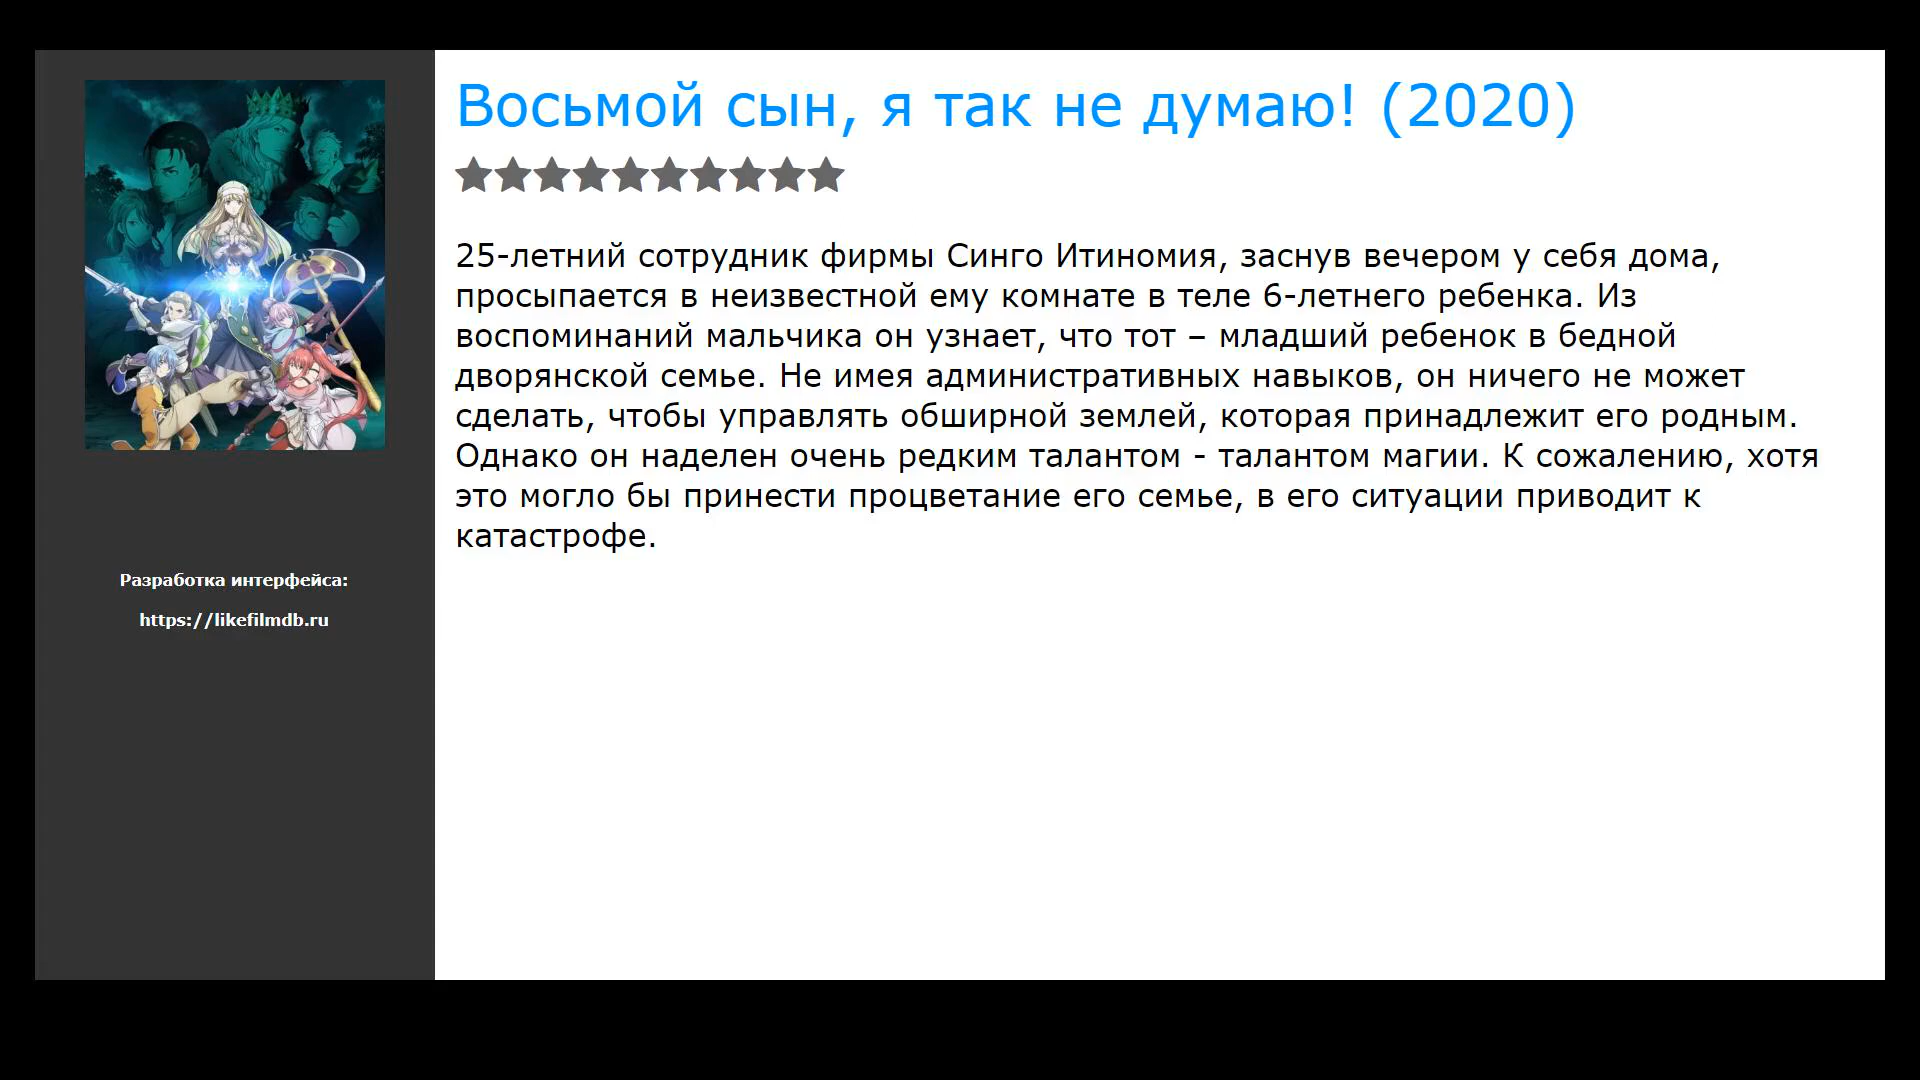 Восьмой сын, я так не думаю! (2020)
25-летний сотрудник фирмы Синго Итиномия, заснув вечером у себя дома,
просыпается в неизвестной ему комнате в теле 6-летнего ребенка. Из
воспоминаний мальчика он узнает, что тот – младший ребенок в бедной
дворянской семье. Не имея административных навыков, он ничего не может
сделать, чтобы управлять обширной землей, которая принадлежит его родным.
Однако он наделен очень редким талантом - талантом магии. К сожалению, хотя
это могло бы принести процветание его семье, в его ситуации приводит к
катастрофе.
Разработка интерфейса:
https://likefilmdb.ru